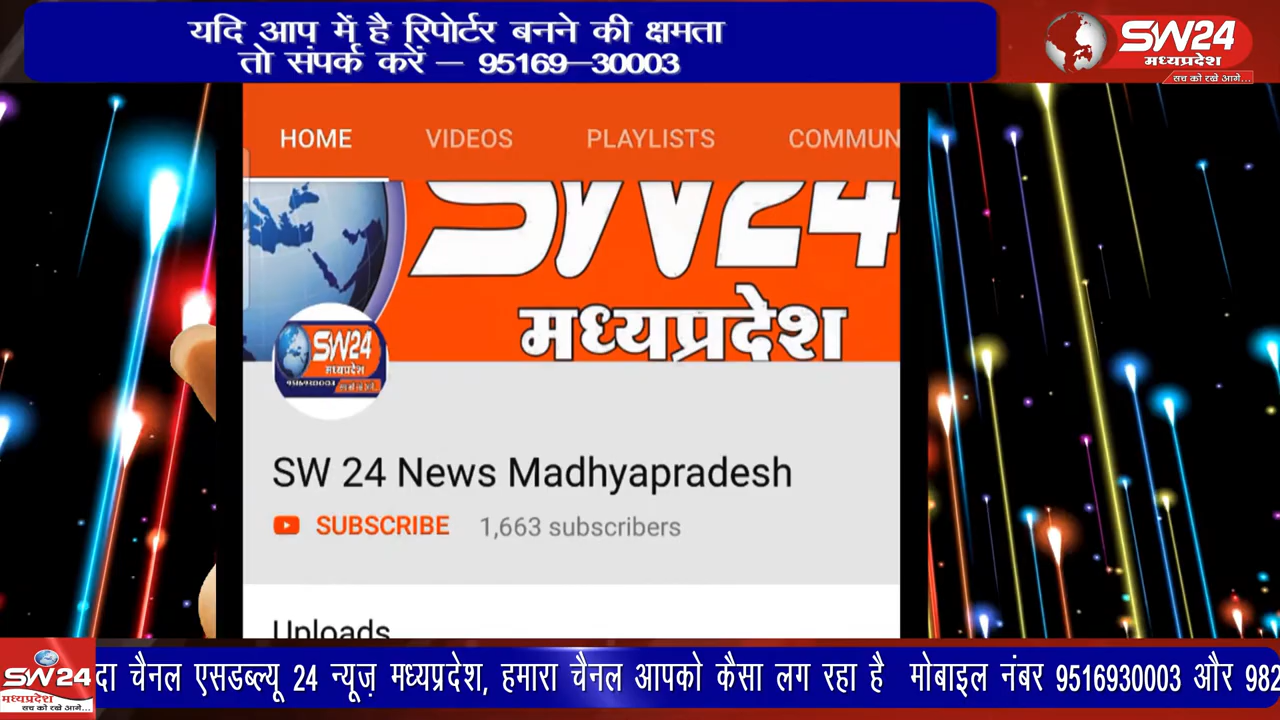 यदि आप में है रिपोर्टर बनने की क्षमता
तो संपर्क करें – 95169–30003
SW24
मध्यप्रदेश
सच को रखे आगे...
HOME VIDEOS PLAYLISTS COMMUN
SW24
मध्यप्रदेश
SW24
मध्यप्रदेश
9516930003
SW 24 News Madhyapradesh
SUBSCRIBE 1,663 subscribers
Uploads
SW24
मध्यप्रदेश
सच को रखे आगे...
दा चैनल एसडब्ल्यू 24 न्यूज़ मध्यप्रदेश, हमारा चैनल आपको कैसा लग रहा है मोबाइल नंबर 9516930003 और 982